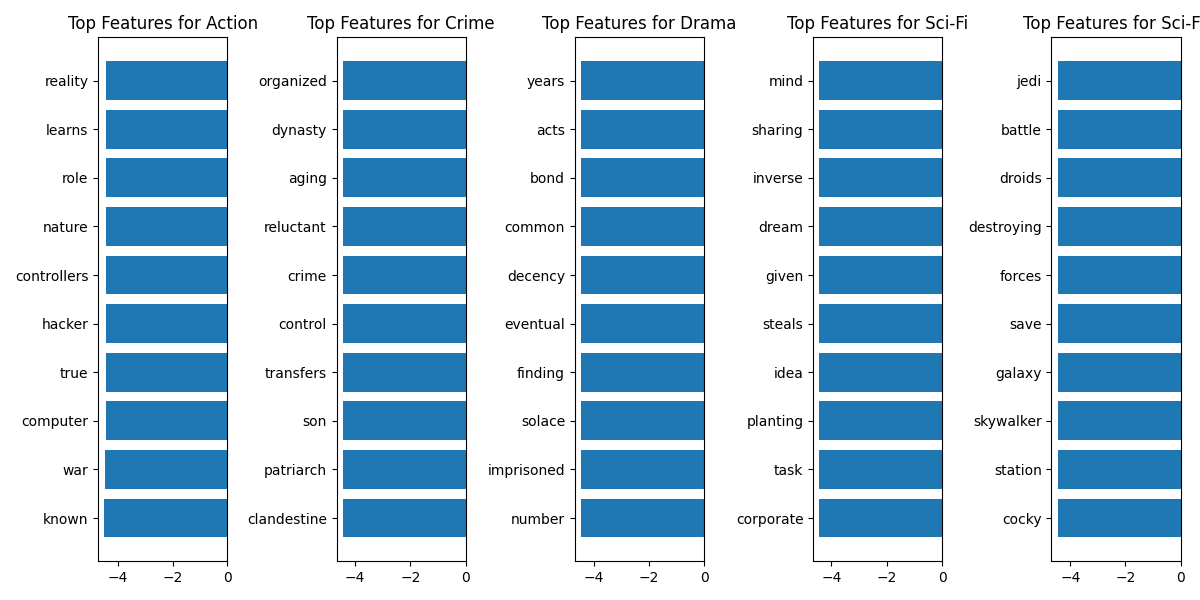 Top Features for Action
reality
learns
role
nature
controllers
hacker
true
computer
war
known
−4 −2 0
Top Features for Crime
organized
dynasty
aging
reluctant
crime
control
transfers
son
patriarch
clandestine
−4 −2 0
Top Features for Drama
years
acts
bond
common
decency
eventual
finding
solace
imprisoned
number
−4 −2 0
Top Features for Sci-Fi
mind
sharing
inverse
dream
given
steals
idea
planting
task
corporate
−4 −2 0
Top Features for Sci-F
jedi
battle
droids
destroying
forces
save
galaxy
skywalker
station
cocky
−4 −2 0